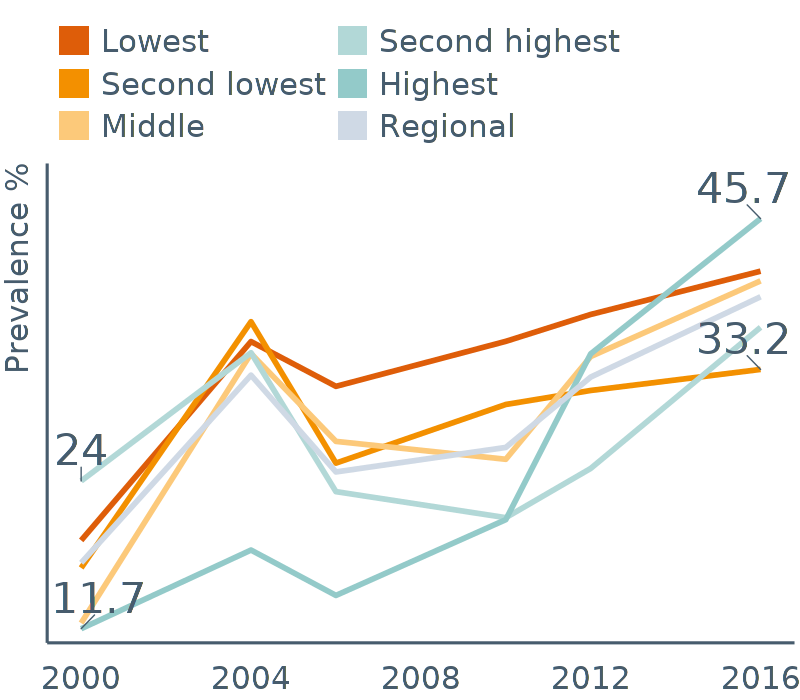 Lowest
Second lowest
Middle
Second highest
Highest
Regional
Prevalence %
45.7
33.2
24
11.7
2000 2004 2008 2012 2016